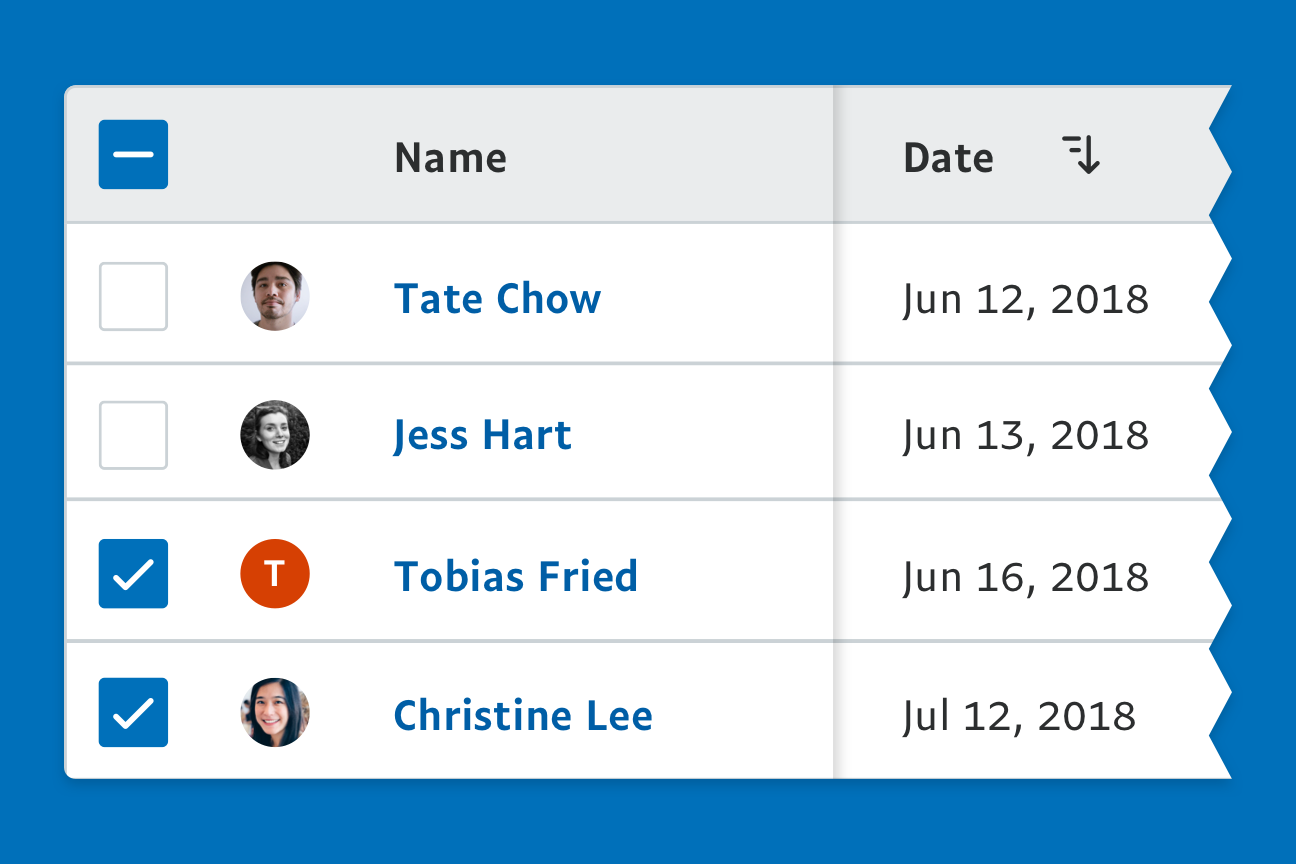 Name Date
Tate Chow Jun 12, 2018
Jess Hart Jun 13, 2018
T Tobias Fried Jun 16, 2018
Christine Lee Jul 12, 2018